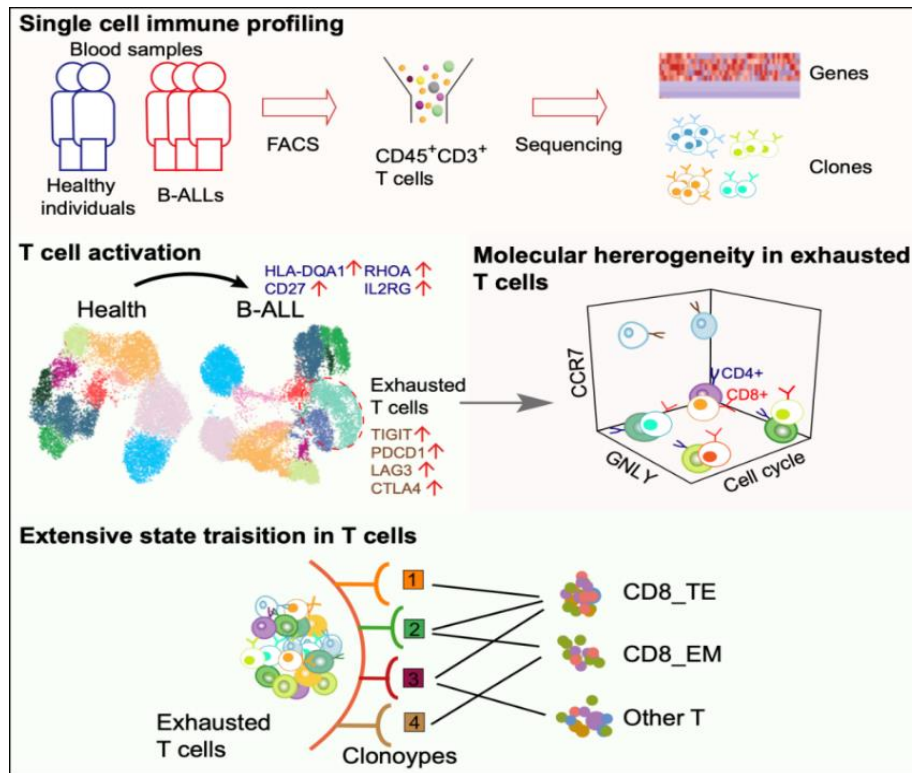 Single cell immune profiling
Blood samples
Healthy
individuals
B-ALLs
FACS
CD45+CD3+
T cells
Sequencing
Genes
Clones
T cell activation
Health
B-ALL
HLA-DQA1↑ RHOA ↑
CD27 ↑ IL2RG ↑
Exhausted
T cells
TIGIT↑
PDCD1↑
LAG3 ↑
CTLA4 ↑
Molecular hererogeneity in exhausted
T cells
CCR7
CD4+
CD8+
GNLY
Cell cycle
Extensive state traisition in T cells
1
2
3
4
Exhausted
T cells
Clonoypes
CD8_TE
CD8_EM
Other T